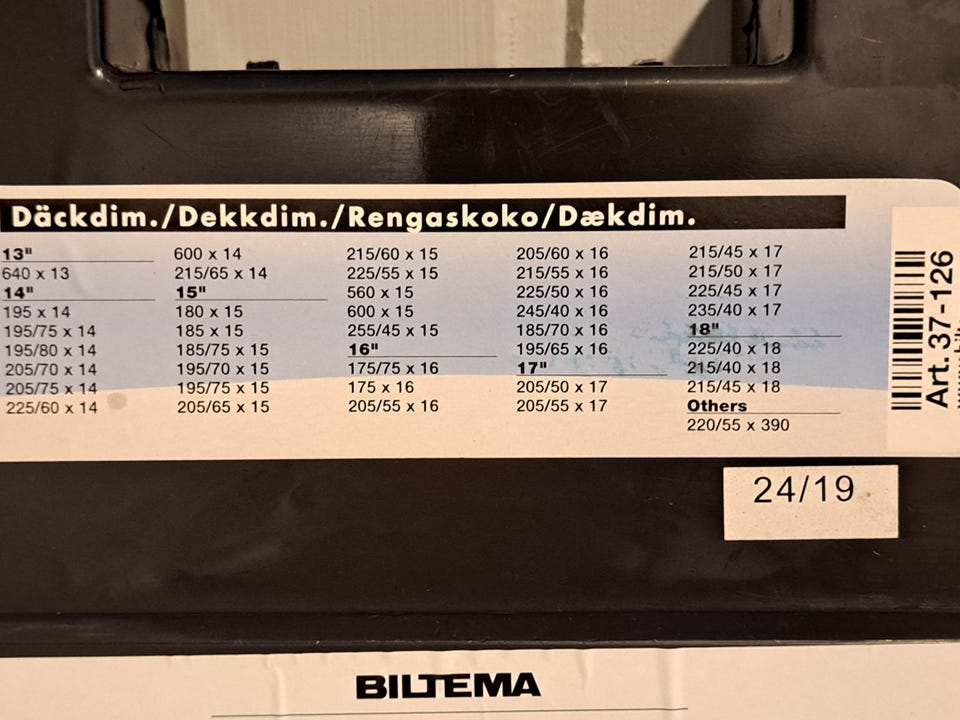 Däckdim./Dekkdim./Rengaskoko/Dækdim.
13"
640 x 13
14"
195 x 14
195/75 x 14
195/80 x 14
205/70 x 14
205/75 x 14
225/60 x 14
600 x 14
215/65 x 14
15"
180 x 15
185 x 15
185/75 x 15
195/70 x 15
195/75 x 15
205/65 x 15
215/60 x 15
225/55 x 15
560 x 15
600 x 15
255/45 x 15
16"
175/75 x 16
175 x 16
205/55 x 16
205/60 x 16
215/55 x 16
225/50 x 16
245/40 x 16
185/70 x 16
195/65 x 16
17"
205/50 x 17
205/55 x 17
215/45 x 17
215/50 x 17
225/45 x 17
235/40 x 17
18"
225/40 x 18
215/40 x 18
215/45 x 18
Others
220/55 x 390
Art. 37-126
24/19
BILTEMA